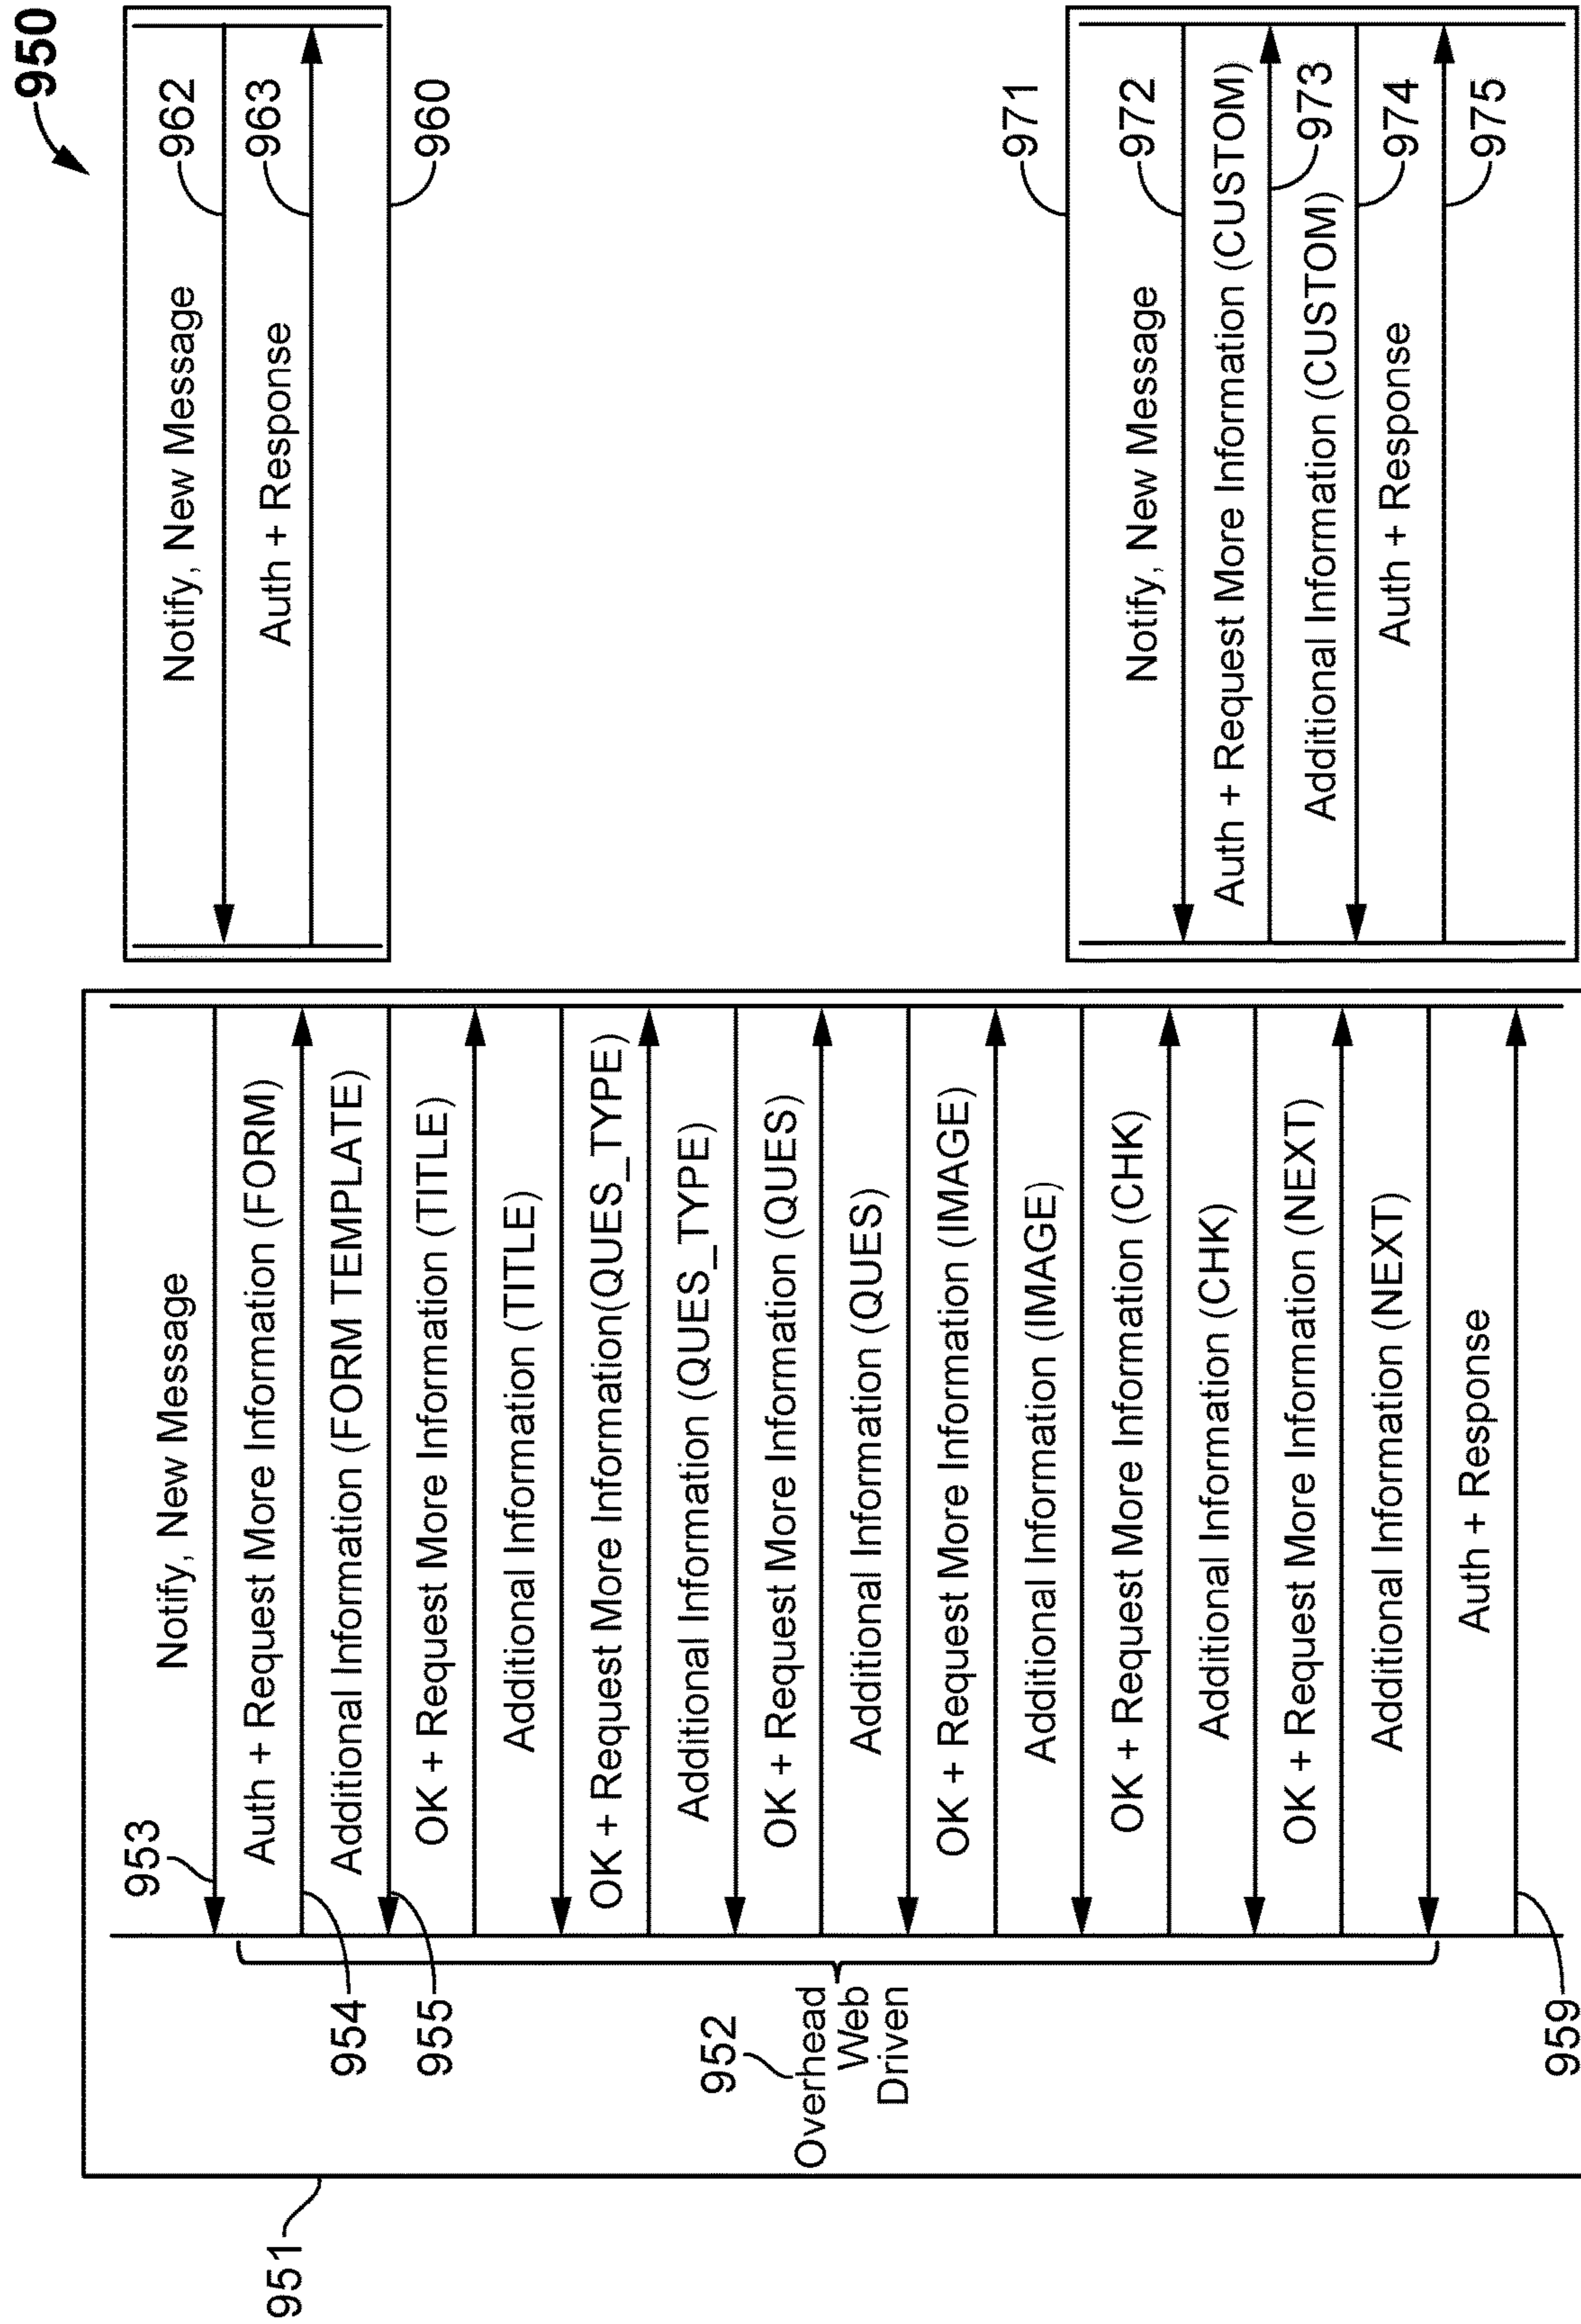 950
951
953
Notify, New Message
Auth + Request More Information (FORM)
954
Additional Information (FORM TEMPLATE)
955
OK + Request More Information (TITLE)
Additional Information (TITLE)
OK + Request More Information(QUES_TYPE)
Additional Information (QUES_TYPE)
952
Overhead
Web
Driven
OK + Request More Information (QUES)
Additional Information (QUES)
OK + Request More Information (IMAGE)
Additional Information (IMAGE)
OK + Request More Information (CHK)
Additional Information (CHK)
OK + Request More Information (NEXT)
Additional Information (NEXT)
Auth + Response
959
Notify, New Message
962
Auth + Response
963
960
971
Notify, New Message
972
Auth + Request More Information (CUSTOM)
973
Additional Information (CUSTOM)
974
Auth + Response
975